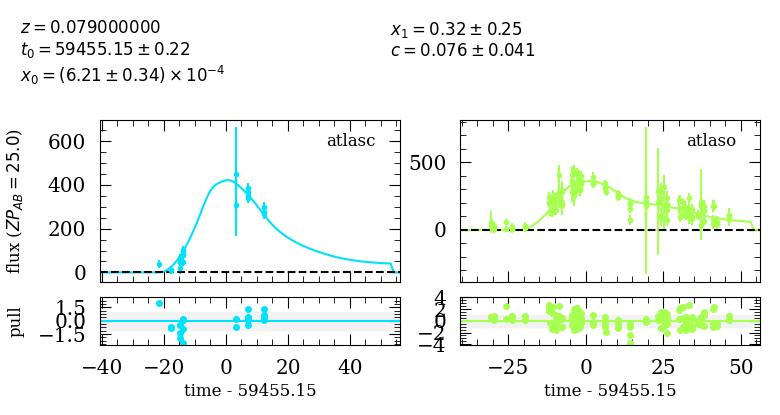 z = 0.079000000
t₀ = 59455.15 ± 0.22
x₀ = (6.21 ± 0.34) × 10⁻⁴
x₁ = 0.32 ± 0.25
c = 0.076 ± 0.041
flux (ZP_AB = 25.0)
600
400
200
0
atlasc
500
0
atlaso
pull
1.5
0.0
−1.5
4
2
0
−2
−4
−40 −20 0 20 40
−25 0 25 50
time - 59455.15
time - 59455.15